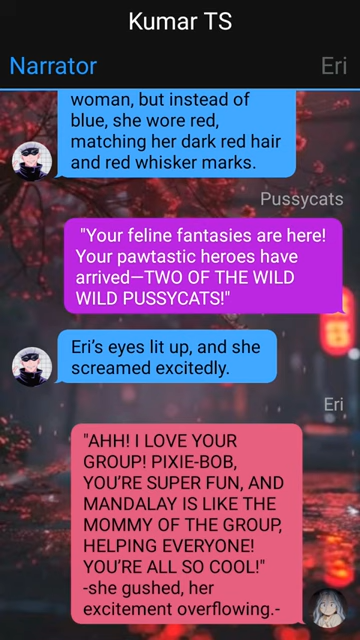 Kumar TS
Narrator
Eri
woman, but instead of
blue, she wore red,
matching her dark red hair
and red whisker marks.
Pussycats
"Your feline fantasies are here!
Your pawtastic heroes have
arrived—TWO OF THE WILD
WILD PUSSYCATS!"
Eri’s eyes lit up, and she
screamed excitedly.
Eri
"AHH! I LOVE YOUR
GROUP! PIXIE-BOB,
YOU’RE SUPER FUN, AND
MANDALAY IS LIKE THE
MOMMY OF THE GROUP,
HELPING EVERYONE!
YOU’RE ALL SO COOL!"
-she gushed, her
excitement overflowing.-